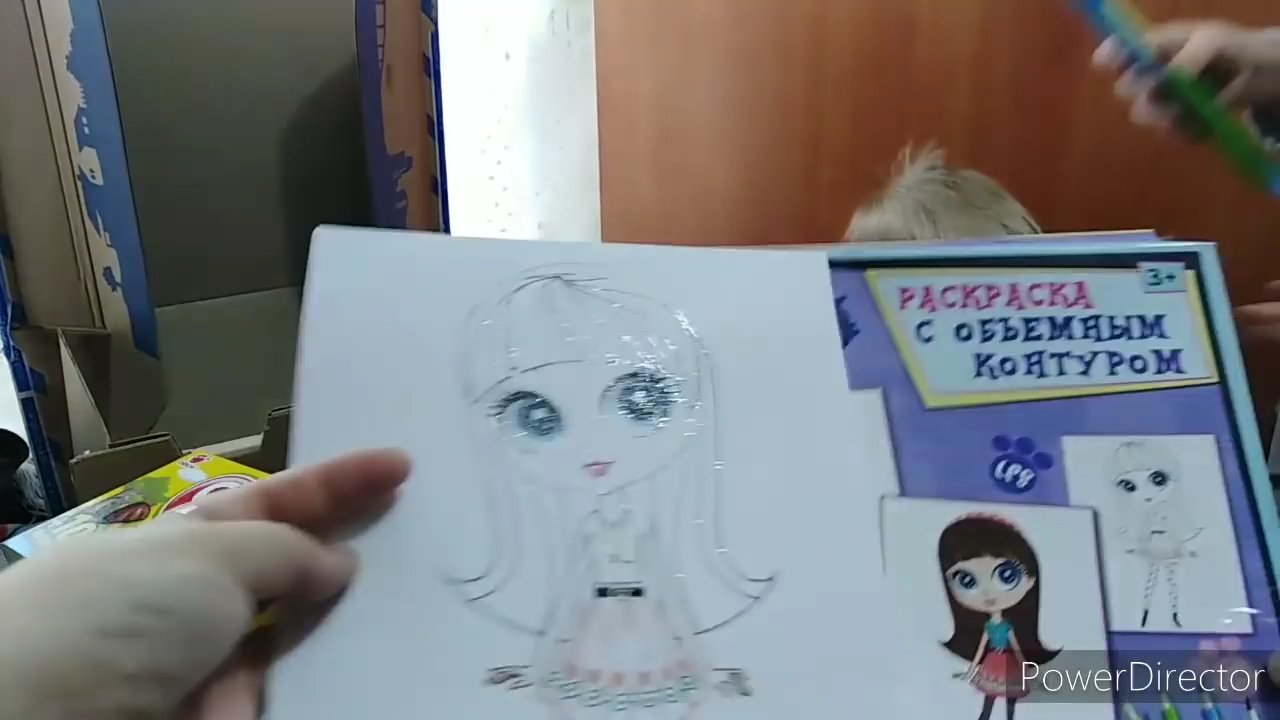 3+
РАСКРАСКА
С ОБЪЕМНЫМ
КОНТУРОМ
LPS
PowerDirector